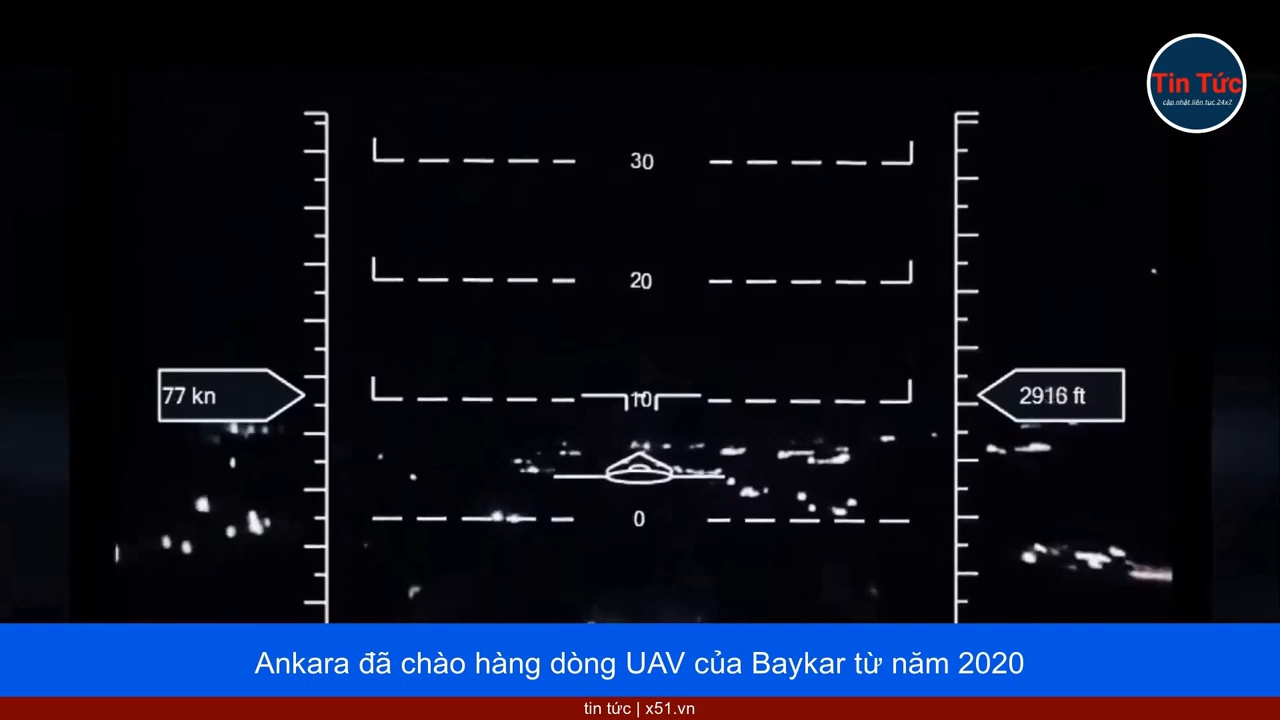 Tin Tức
cập nhật liên tục 24x7
30
20
77 kn
10
2916 ft
0
Ankara đã chào hàng dòng UAV của Baykar từ năm 2020
tin tức | x51.vn